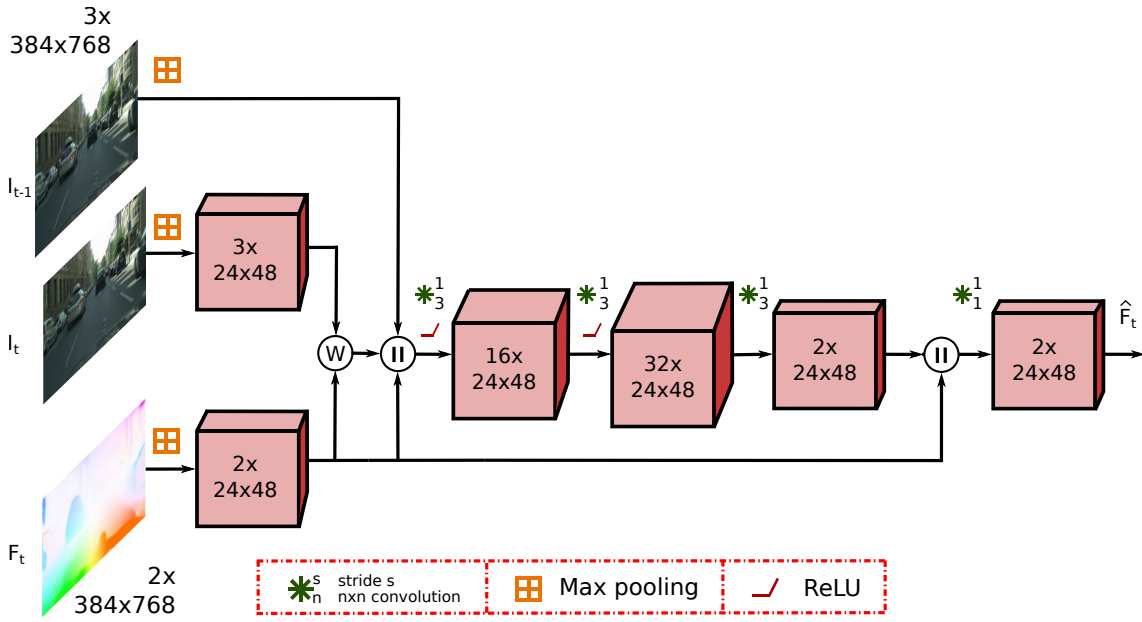 3x
384x768
I_{t-1}
I_t
F_t
2x
384x768
3x
24x48
2x
24x48
W
II
1
3
16x
24x48
1
3
32x
24x48
1
3
2x
24x48
II
1
1
2x
24x48
F̂_t
s
n
stride s
nxn convolution
Max pooling
ReLU